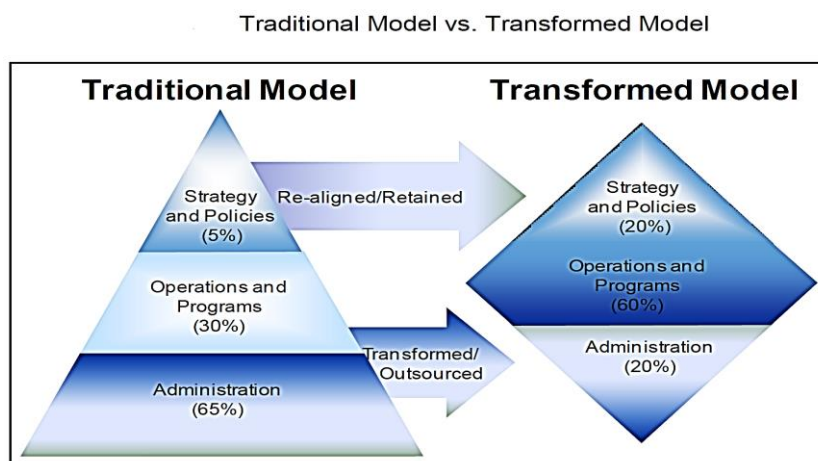 Traditional Model vs. Transformed Model
Traditional Model
Transformed Model
Strategy
and Policies
(5%)
Re-aligned/Retained
Strategy
and Policies
(20%)
Operations and
Programs
(30%)
Operations and
Programs
(60%)
Transformed/
Outsourced
Administration
(65%)
Administration
(20%)